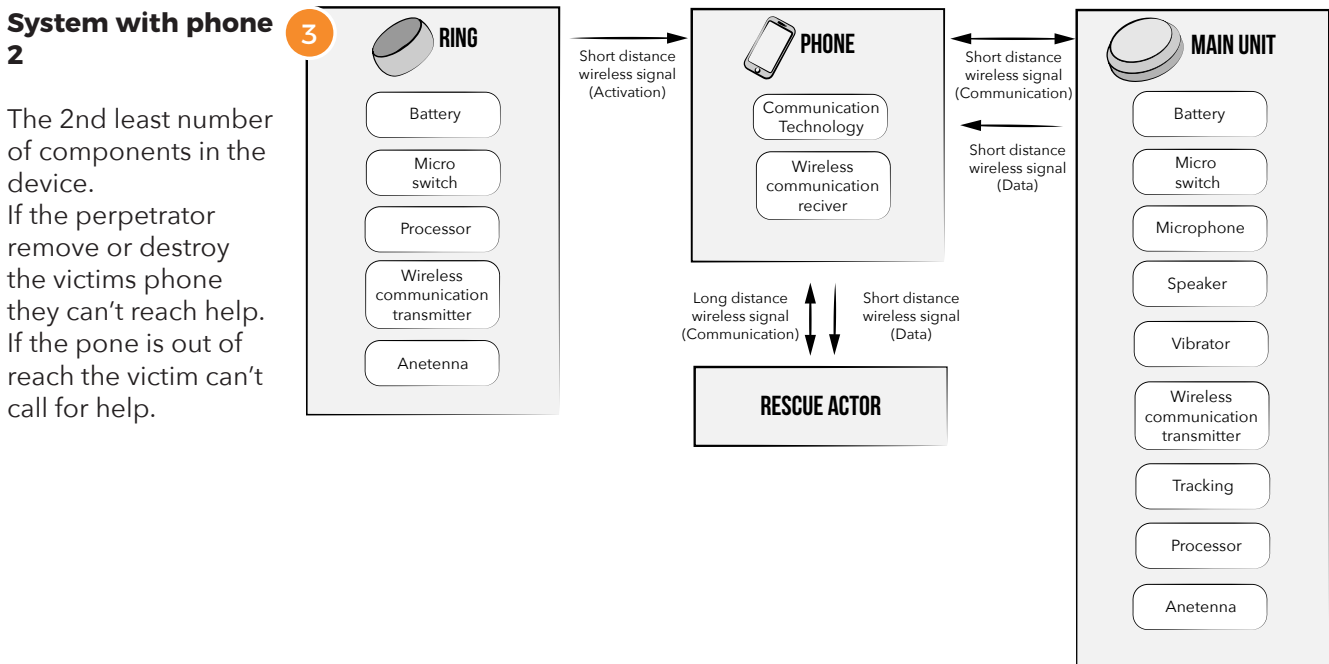 System with phone
2
The 2nd least number
of components in the
device.
If the perpetrator
remove or destroy
the victims phone
they can't reach help.
If the pone is out of
reach the victim can't
call for help.
3
RING
Battery
Micro
switch
Processor
Wireless
communication
transmitter
Anetenna
Short distance
wireless signal
(Activation)
PHONE
Communication
Technology
Wireless
communication
reciver
Short distance
wireless signal
(Communication)
Short distance
wireless signal
(Data)
Long distance
wireless signal
(Communication)
Short distance
wireless signal
(Data)
RESCUE ACTOR
MAIN UNIT
Battery
Micro
switch
Microphone
Speaker
Vibrator
Wireless
communication
transmitter
Tracking
Processor
Anetenna